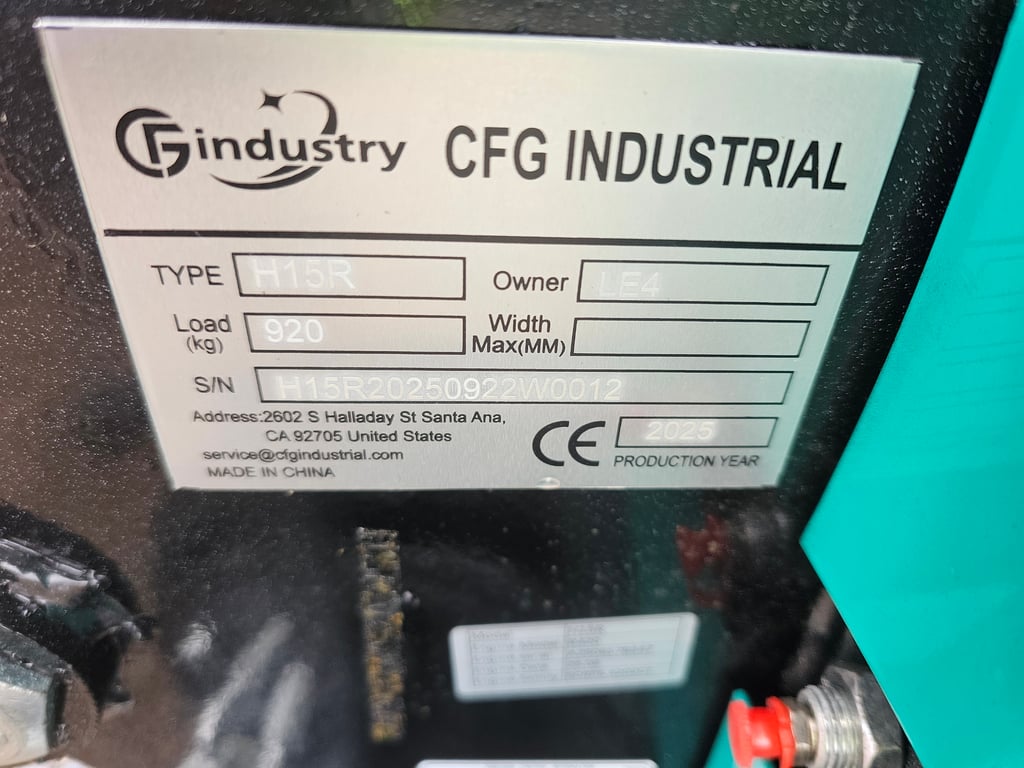 CFGindustry CFG INDUSTRIAL
TYPE H15R Owner LE4
Load (kg) 920 Width Max(MM)
S/N H15R20250922W0012
Address:2602 S Halladay St Santa Ana,
CA 92705 United States
service@cfgindustrial.com
MADE IN CHINA
CE 2025
PRODUCTION YEAR